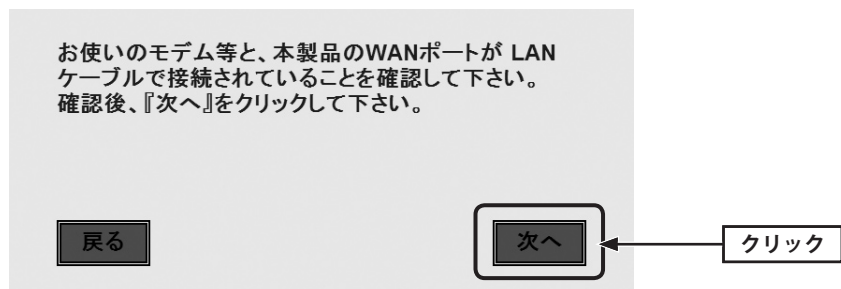 お使いのモデム等と、本製品のWANポートが LAN
ケーブルで接続されていることを確認して下さい。
確認後、『次へ』をクリックして下さい。
戻る
次へ
クリック